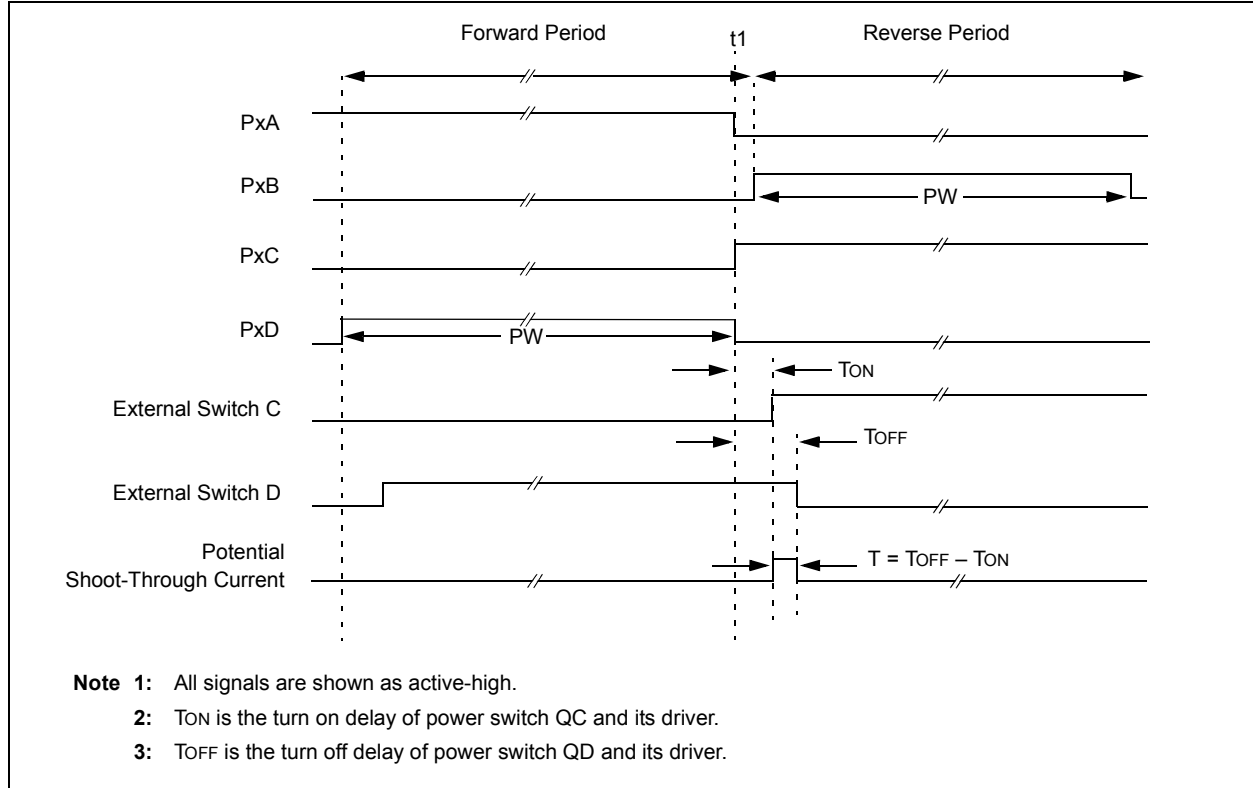 Forward Period
t1
Reverse Period
PxA
PxB
PW
PxC
PxD
PW
TON
External Switch C
TOFF
External Switch D
Potential
Shoot-Through Current
T = TOFF – TON
Note 1: All signals are shown as active-high.
2: TON is the turn on delay of power switch QC and its driver.
3: TOFF is the turn off delay of power switch QD and its driver.